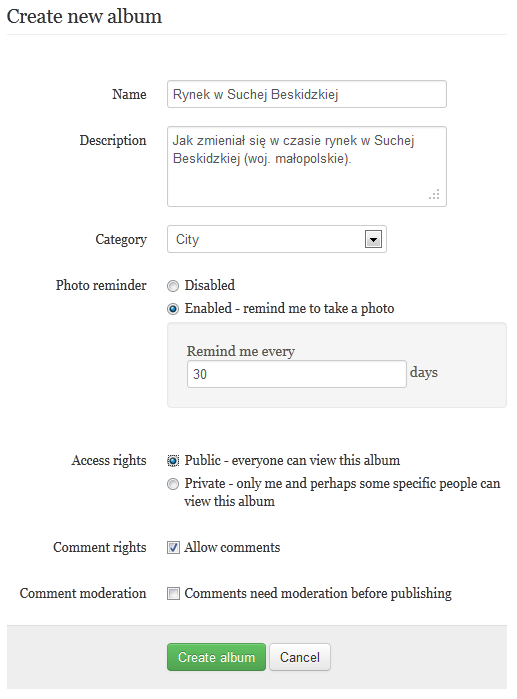 Create new album
Name
Rynek w Suchej Beskidzkiej
Description
Jak zmieniał się w czasie rynek w Suchej
Beskidzkiej (woj. małopolskie).
Category
City
Photo reminder
Disabled
Enabled - remind me to take a photo
Remind me every
30
days
Access rights
Public - everyone can view this album
Private - only me and perhaps some specific people can
view this album
Comment rights
Allow comments
Comment moderation
Comments need moderation before publishing
Create album
Cancel